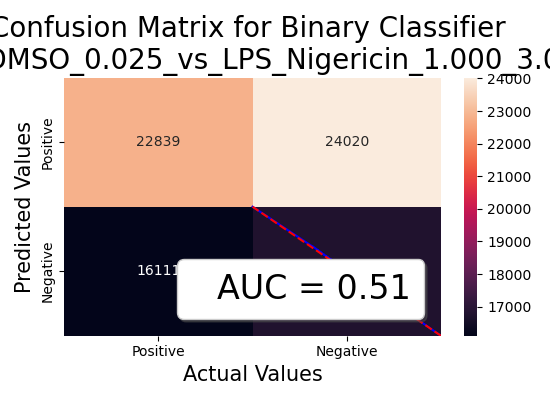 Confusion Matrix for Binary Classifier
DMSO_0.025_vs_LPS_Nigericin_1.000_3.0
Predicted Values
Positive
Negative
22839
24020
16111
AUC = 0.51
Positive
Negative
Actual Values
24000
23000
22000
21000
20000
19000
18000
17000